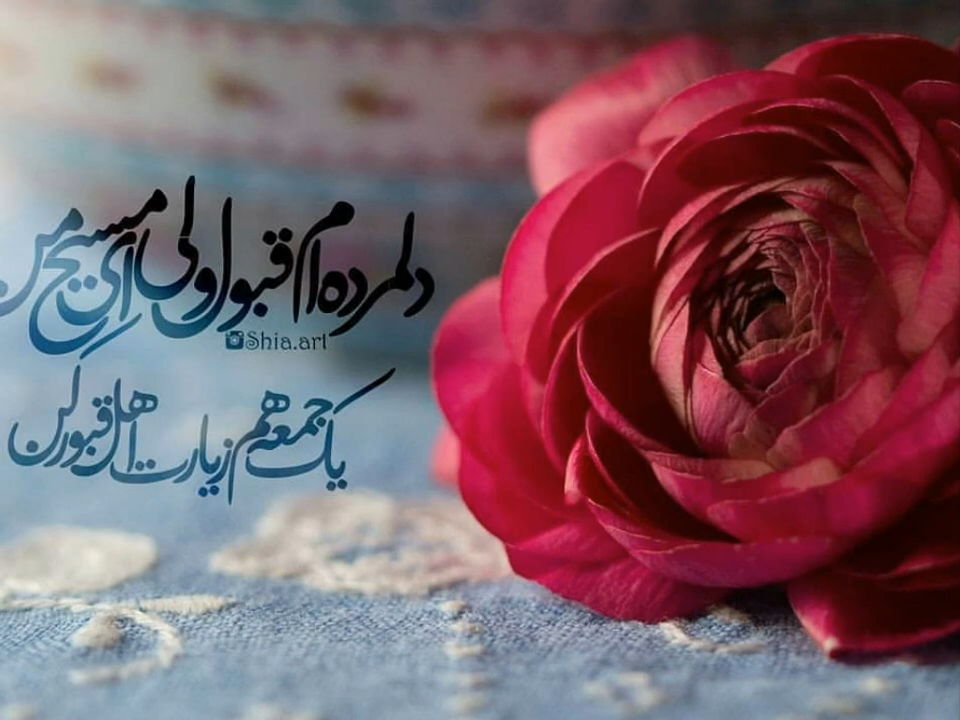 دلمرده ام قبول ولی ای مسیح من
Shia.art
یک جمعه هم زیارت اهل قبور کن